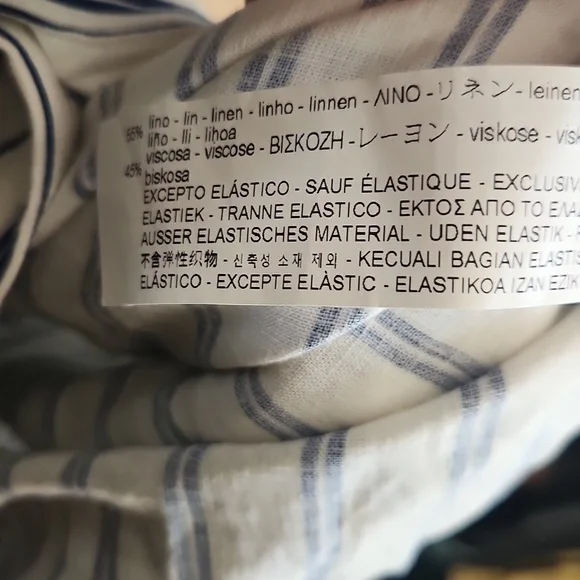 55% lino - lin - linen - linho - linnen - ΛΙΝΟ - リネン - leinen
liño - lli - lihoa
45% viscosa - viscose - ΒΙΣΚΟΖΗ - レーヨン - viskose -
biskosa
EXCEPTO ELÁSTICO - SAUF ÉLASTIQUE -
ELASTIEK - TRANNE ELASTICO - ΕΚΤΟΣ ΑΠΟ ΤΟ
AUSSER ELASTISCHES MATERIAL - UDEN ELASTIK -
不含弹性织物 - 신축성 소재 제외 - KECUALI BAGIAN
ELÁSTICO - EXCEPTE ELÀSTIC - ELASTIKOA IZAN EZIK